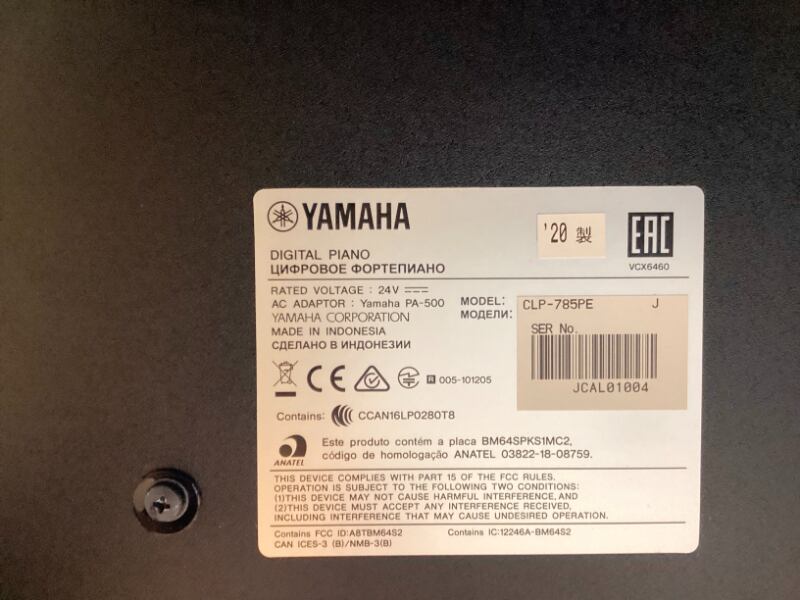 YAMAHA
'20 製
EAC
DIGITAL PIANO
ЦИФРОВОЕ ФОРТЕПИАНО
VCX6460
RATED VOLTAGE : 24V
AC ADAPTOR : Yamaha PA-500
YAMAHA CORPORATION
MADE IN INDONESIA
СДЕЛАНО В ИНДОНЕЗИИ
MODEL: CLP-785PE J
МОДЕЛИ:
SER No.
JCAL01004
CE
R 005-101205
Contains: CCAN16LP0280T8
ANATEL
Este produto contém a placa BM64SPKS1MC2,
código de homologação ANATEL 03822-18-08759.
THIS DEVICE COMPLIES WITH PART 15 OF THE FCC RULES.
OPERATION IS SUBJECT TO THE FOLLOWING TWO CONDITIONS:
(1)THIS DEVICE MAY NOT CAUSE HARMFUL INTERFERENCE, AND
(2)THIS DEVICE MUST ACCEPT ANY INTERFERENCE RECEIVED,
INCLUDING INTERFERENCE THAT MAY CAUSE UNDESIRED OPERATION.
Contains FCC ID:A8TBM64S2 Contains IC:12246A-BM64S2
CAN ICES-3 (B)/NMB-3(B)